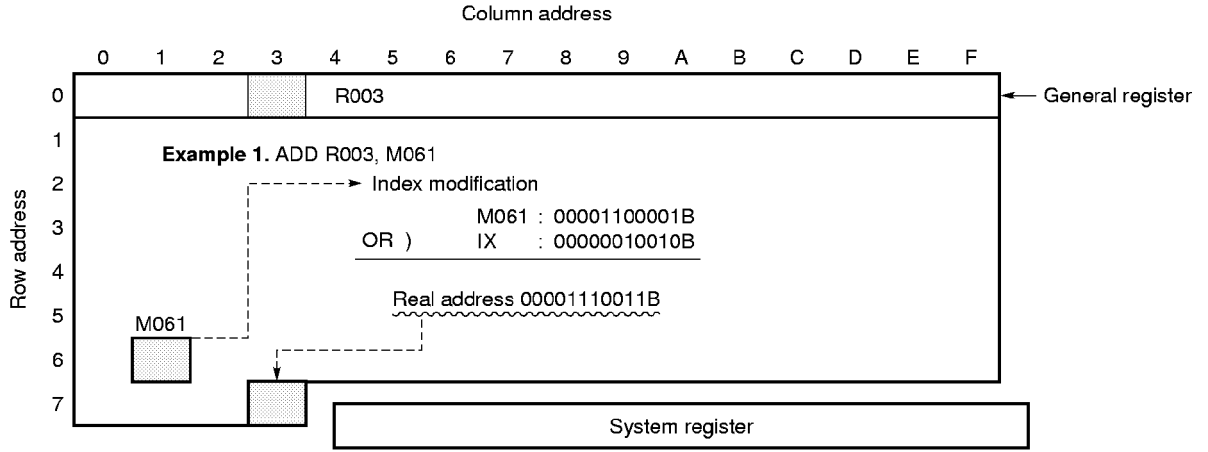 Column address
0 1 2 3 4 5 6 7 8 9 A B C D E F
0 R003 General register
1
Example 1. ADD R003, M061
2 Index modification
Row address
3 M061 : 00001100001B
OR ) IX : 00000010010B
4
Real address 00001110011B
5
M061
6
7
System register